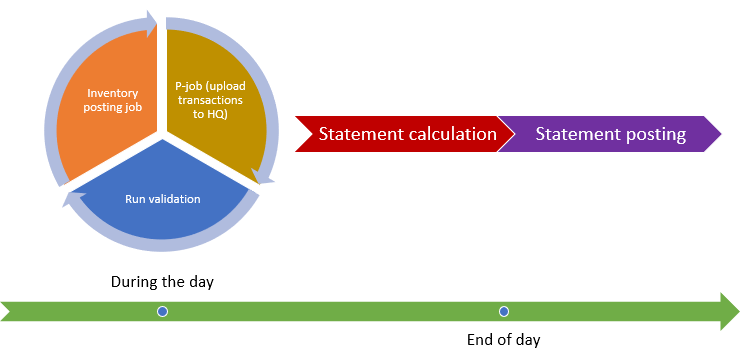 Inventory
posting job
P-job (upload
transactions
to HQ)
Run validation
Statement calculation
Statement posting
During the day
End of day